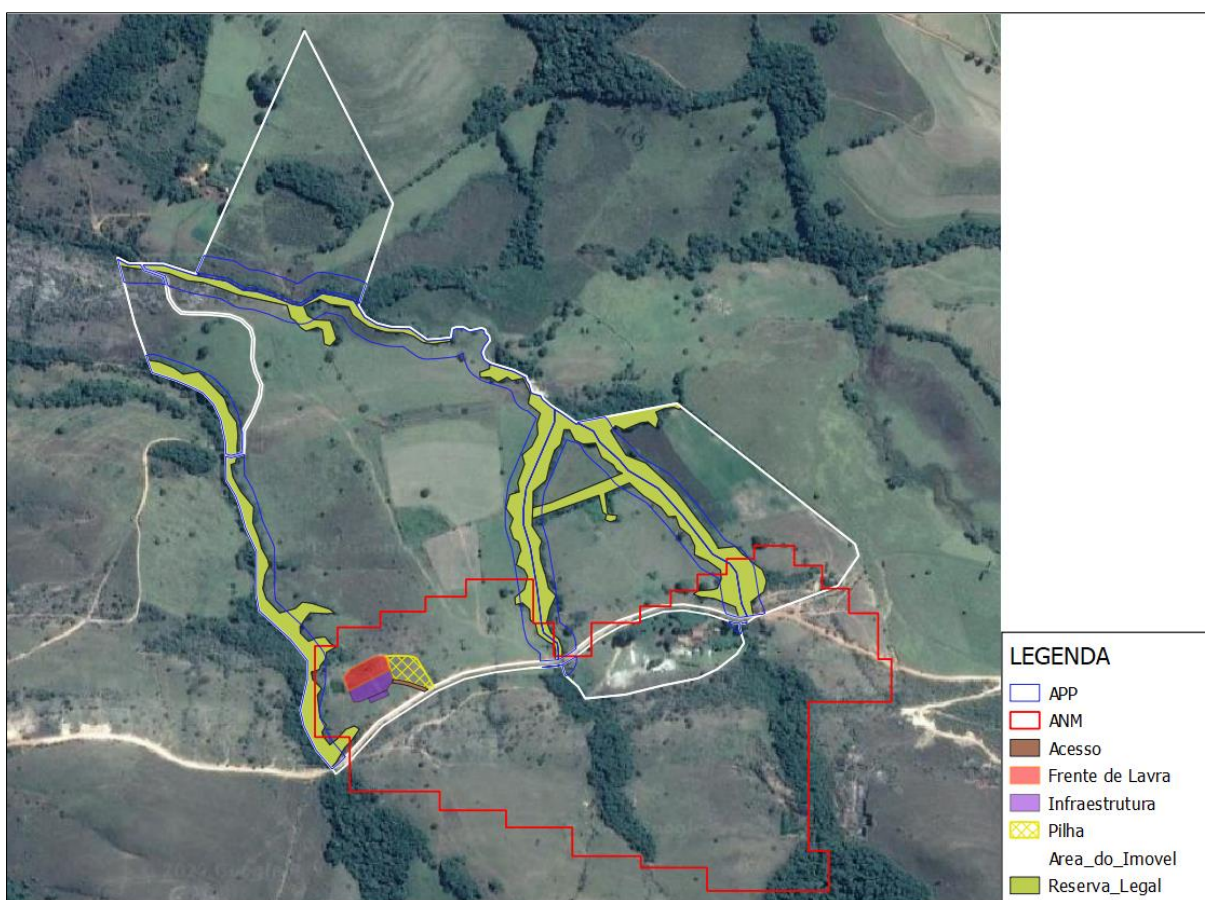 LEGENDA
APP
ANM
Acesso
Frente de Lavra
Infraestrutura
Pilha
Area_do_Imovel
Reserva_Legal